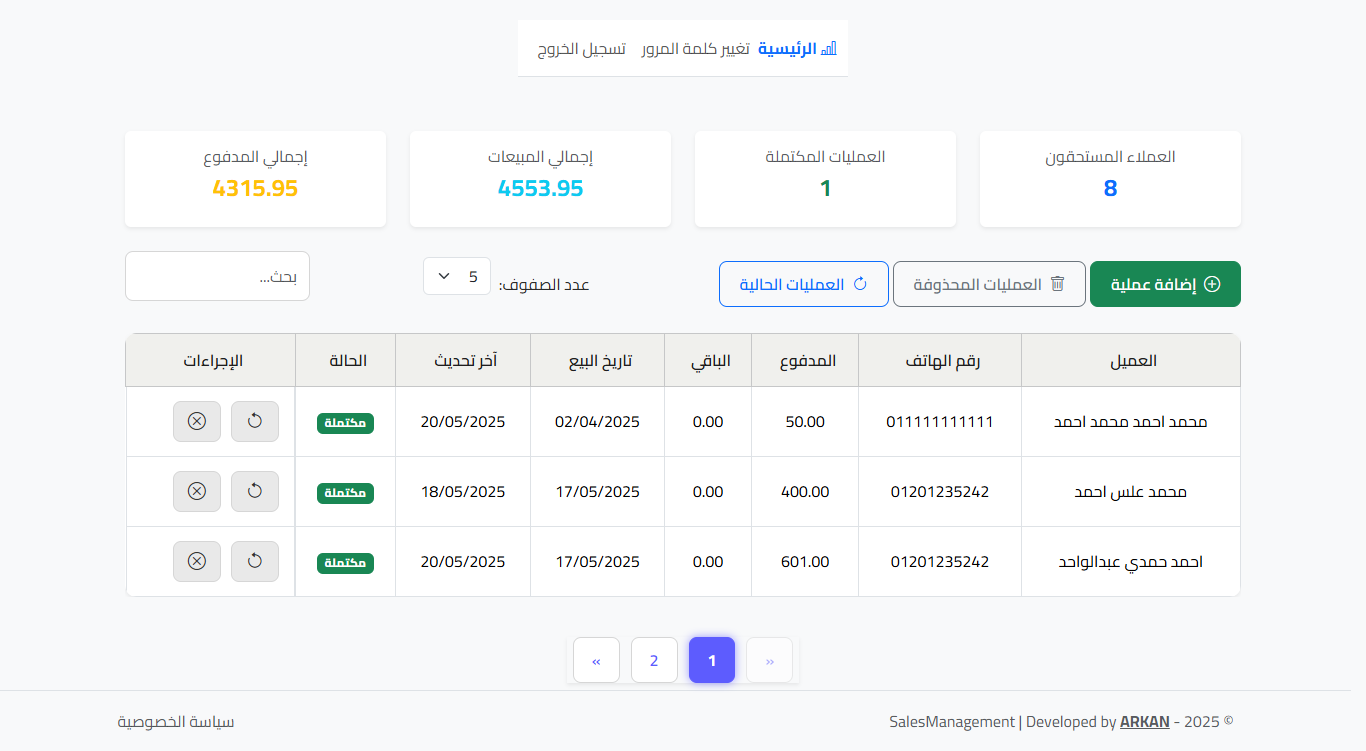 الرئيسية تغيير كلمة المرور تسجيل الخروج
العملاء المستحقون
8
العمليات المكتملة
1
إجمالي المبيعات
4553.95
إجمالي المدفوع
4315.95
إضافة عملية
العمليات المحذوفة
العمليات الحالية
عدد الصفوف: 5
بحث...
العميل رقم الهاتف المدفوع الباقي تاريخ البيع آخر تحديث الحالة الإجراءات
محمد احمد محمد احمد 011111111111 50.00 0.00 02/04/2025 20/05/2025 مكتملة
محمد علس احمد 01201235242 400.00 0.00 17/05/2025 18/05/2025 مكتملة
احمد حمدي عبدالواحد 01201235242 601.00 0.00 17/05/2025 20/05/2025 مكتملة
« 1 2 »
SalesManagement | Developed by ARKAN - 2025 ©
سياسة الخصوصية